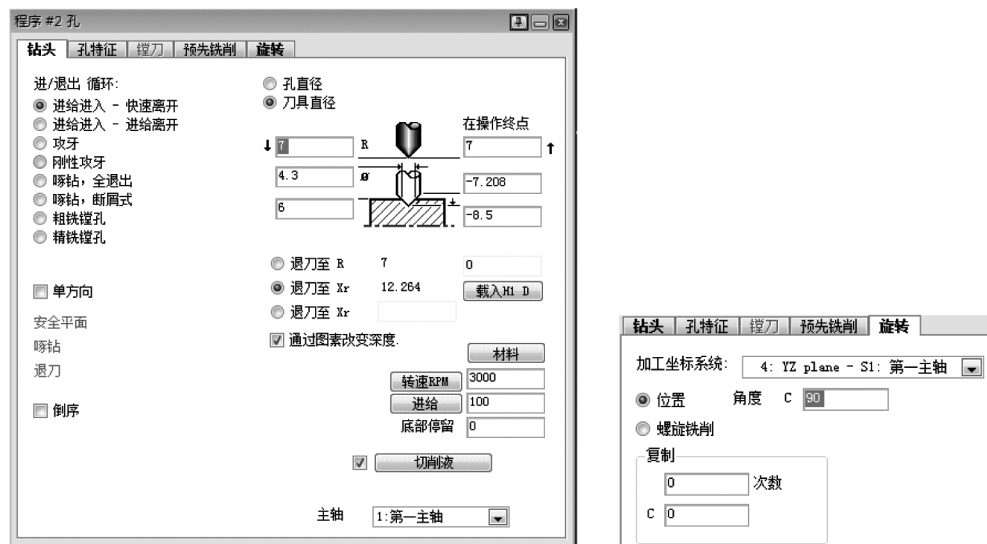 程序 #2 孔
钻头 孔特征 镗刀 预先铣削 旋转
进/退出 循环:
进给进入 - 快速离开
进给进入 - 进给离开
攻牙
刚性攻牙
啄钻，全退出
啄钻，断屑式
粗铣镗孔
精铣镗孔
单方向
安全平面
啄钻
退刀
倒序
孔直径
刀具直径
在操作终点
7 R 7
4.3 ø -7.208
6 -8.5
退刀至 R 7 0
退刀至 Xr 12.264 载入H1 D
退刀至 Xr
通过图素改变深度.
材料
转速RPM 3000
进给 100
底部停留 0
切削液
主轴 1:第一主轴
钻头 孔特征 镗刀 预先铣削 旋转
加工坐标系统: 4: YZ plane - S1: 第一主轴
位置 角度 C 90
螺旋铣削
复制
0 次数
C 0